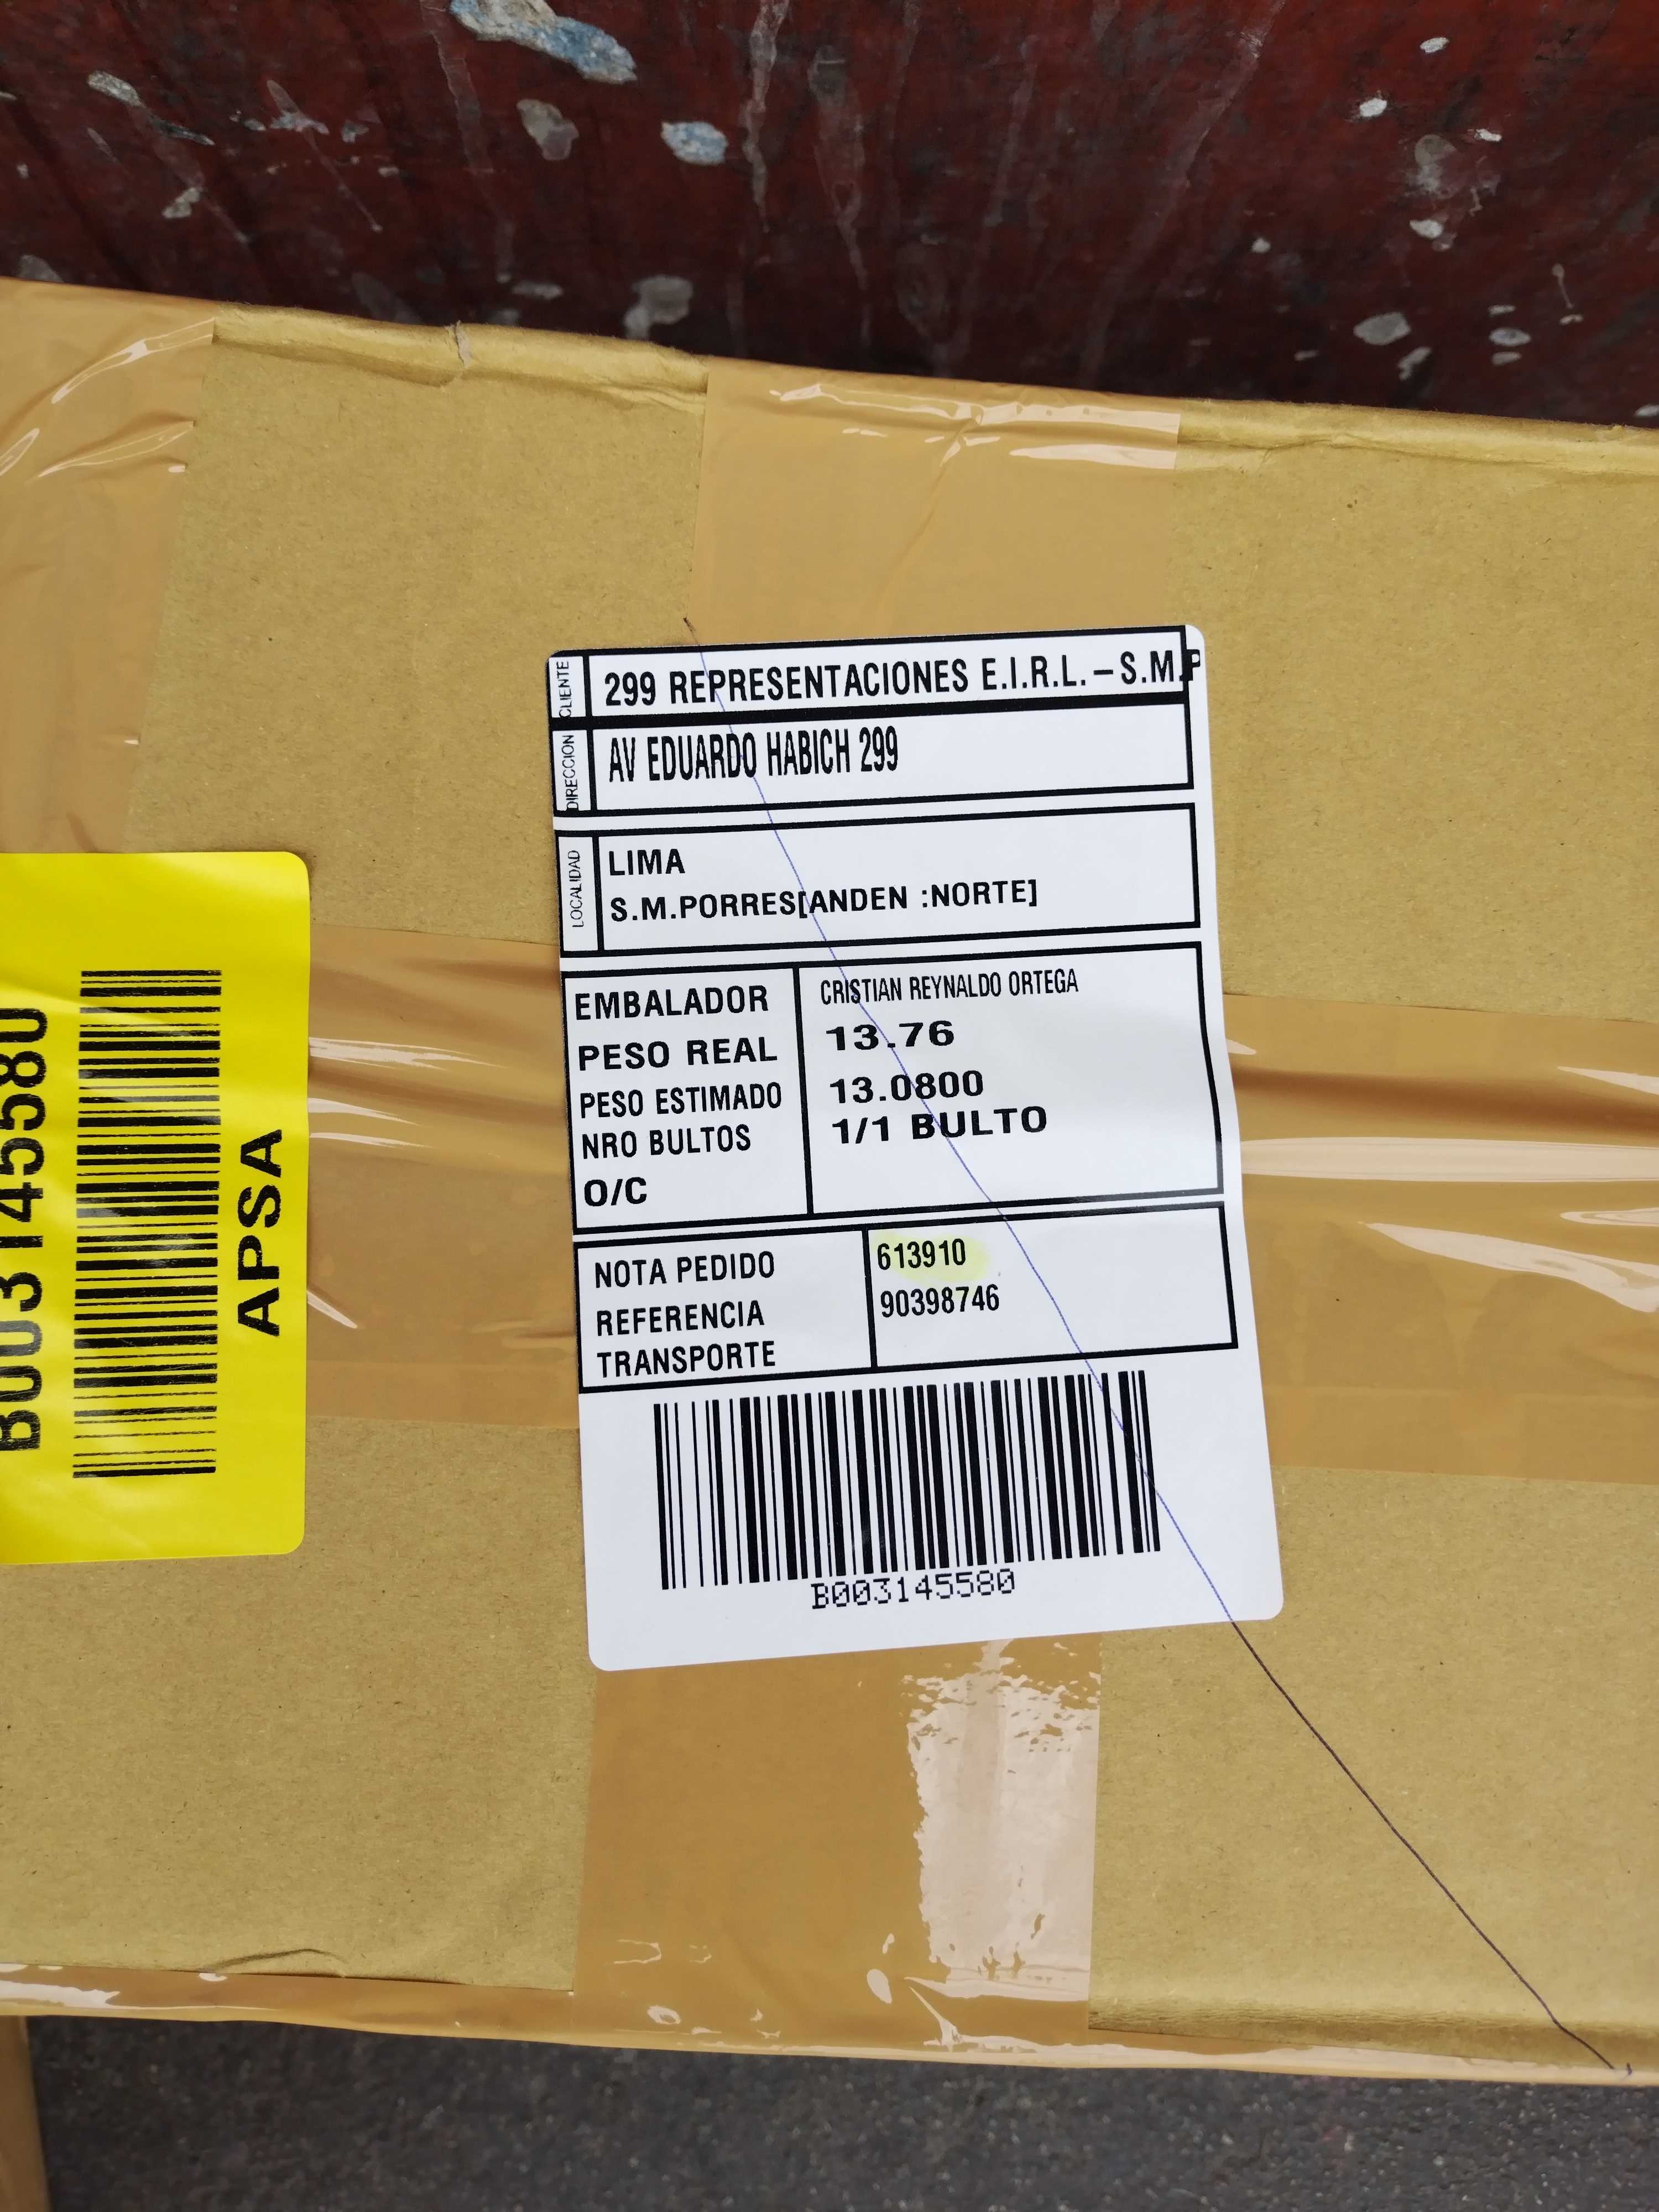 CLIENTE
299 REPRESENTACIONES E.I.R.L. – S.M.P
DIRECCION
AV EDUARDO HABICH 299
LOCALIDAD
LIMA
S.M.PORRES[ANDEN :NORTE]
EMBALADOR CRISTIAN REYNALDO ORTEGA
PESO REAL 13.76
PESO ESTIMADO 13.0800
NRO BULTOS 1/1 BULTO
O/C
NOTA PEDIDO 613910
REFERENCIA 90398746
TRANSPORTE
B003145580
B003145580
APSA